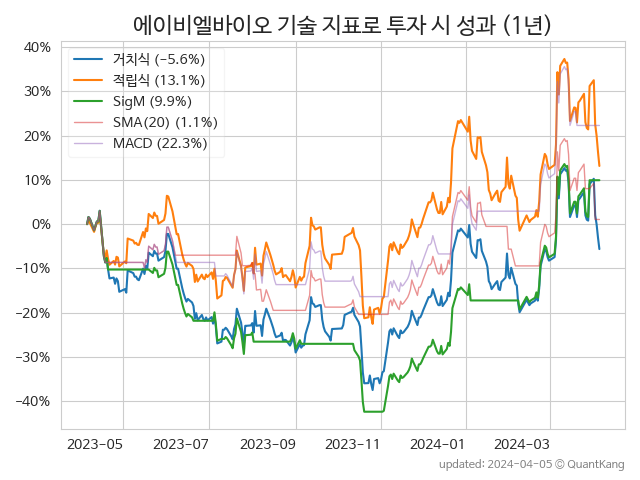 에이비엘바이오 기술 지표로 투자 시 성과 (1년)
40%
30%
20%
10%
0%
−10%
−20%
−30%
−40%
거치식 (−5.6%)
적립식 (13.1%)
SigM (9.9%)
SMA(20) (1.1%)
MACD (22.3%)
2023-05
2023-07
2023-09
2023-11
2024-01
2024-03
updated: 2024-04-05 © QuantKang